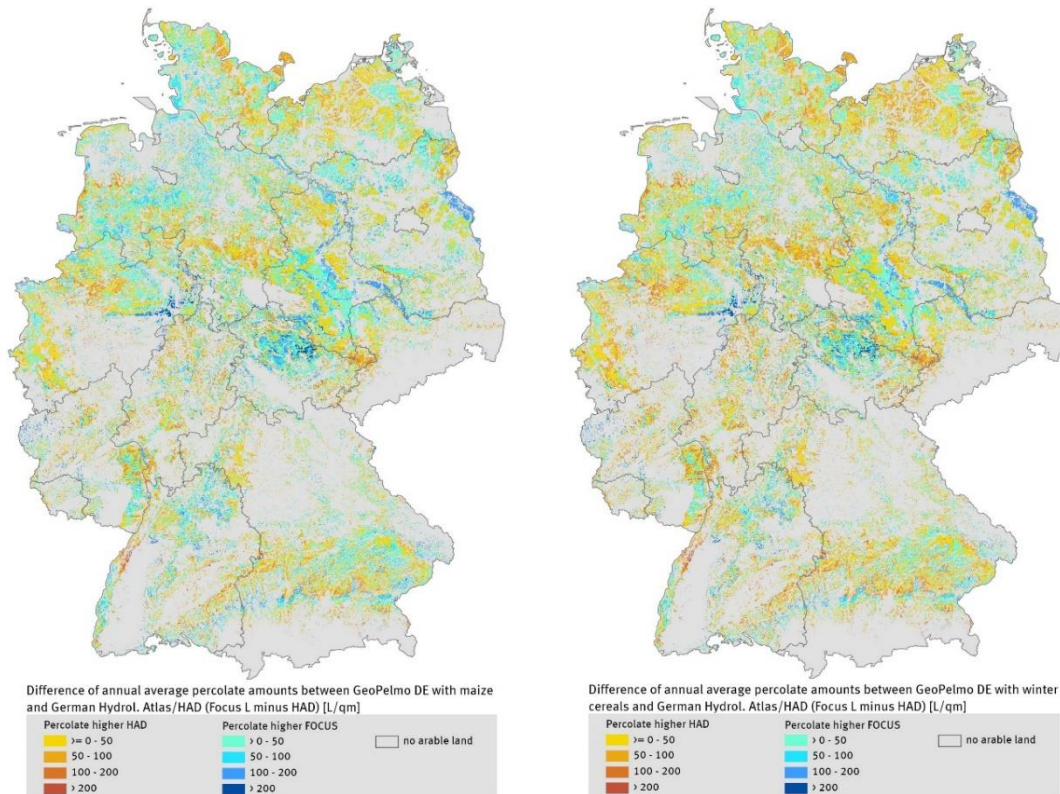 Difference of annual average percolate amounts between GeoPelmo DE with maize
and German Hydrol. Atlas/HAD (Focus L minus HAD) [L/qm]
Percolate higher HAD
>= 0 - 50
50 - 100
100 - 200
> 200
Percolate higher FOCUS
> 0 - 50
50 - 100
100 - 200
> 200
no arable land
Difference of annual average percolate amounts between GeoPelmo DE with winter
cereals and German Hydrol. Atlas/HAD (Focus L minus HAD) [L/qm]
Percolate higher HAD
>= 0 - 50
50 - 100
100 - 200
> 200
Percolate higher FOCUS
> 0 - 50
50 - 100
100 - 200
> 200
no arable land